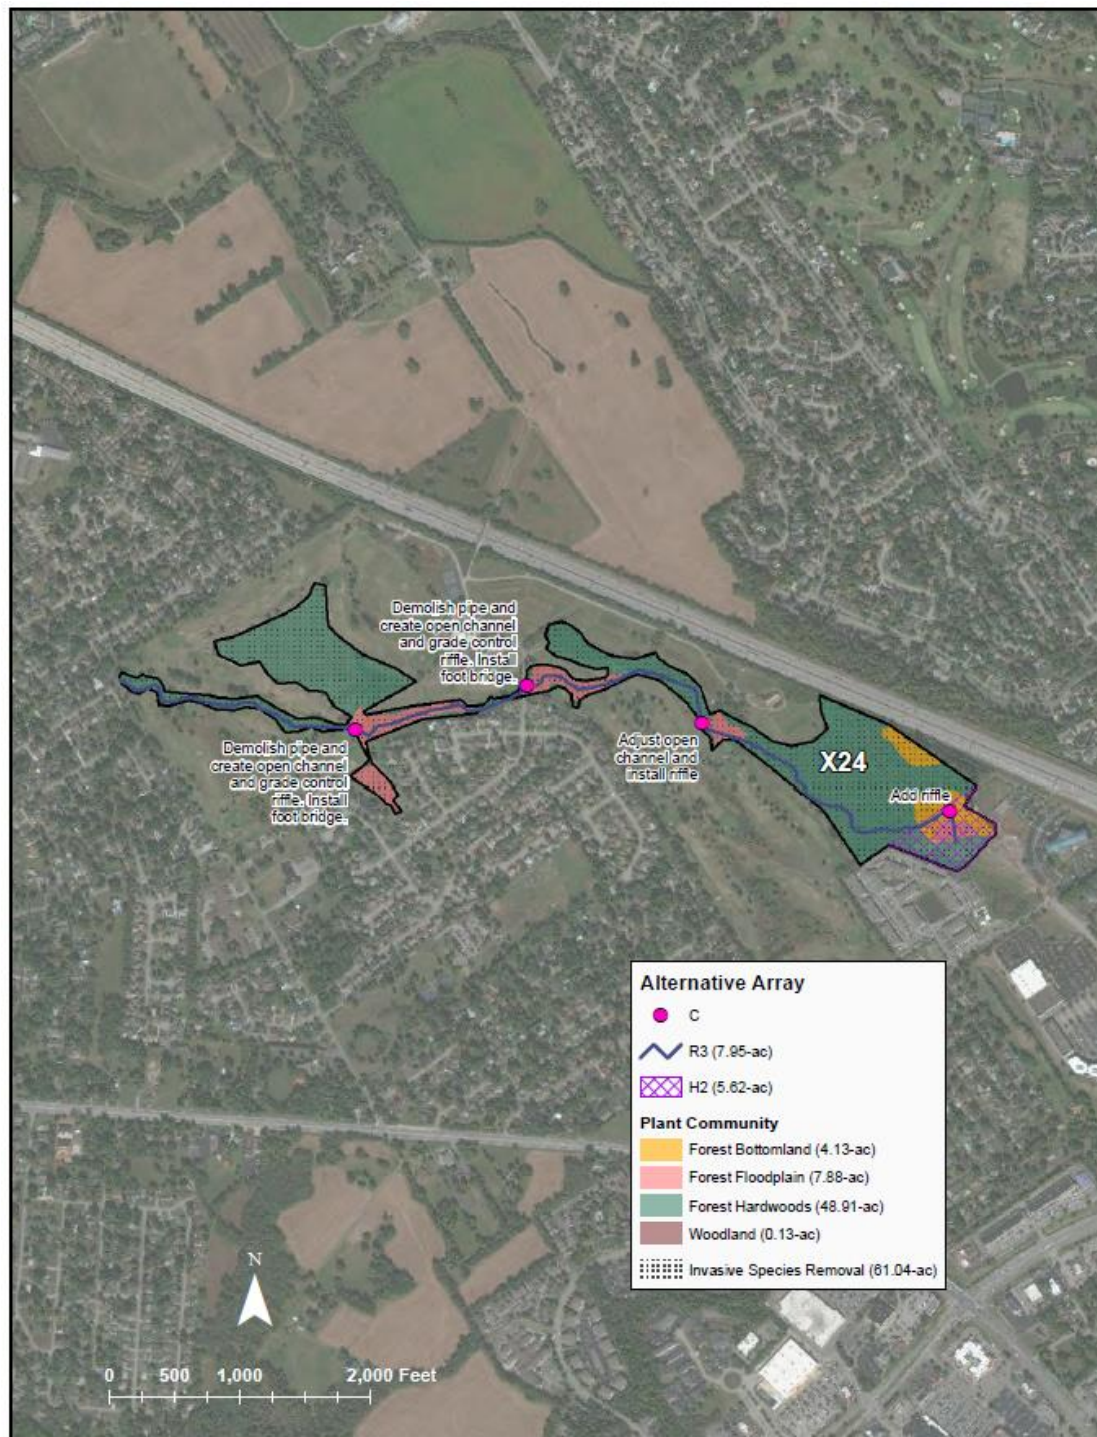 Demolish pipe and
create open channel
and grade control
riffle. Install
foot bridge.
Demolish pipe and
create open channel
and grade control
riffle. Install
foot bridge.
Adjust open
channel and
install riffle
X24
Add riffle
Alternative Array
C
R3 (7.95-ac)
H2 (5.62-ac)
Plant Community
Forest Bottomland (4.13-ac)
Forest Floodplain (7.88-ac)
Forest Hardwoods (48.91-ac)
Woodland (0.13-ac)
Invasive Species Removal (61.04-ac)
N
0 500 1,000 2,000 Feet